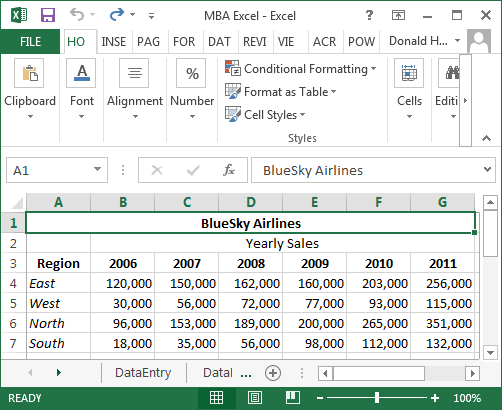 MBA Excel - Excel
FILE HO INSE PAG FOR DAT REVI VIE ACR POW Donald H...
Clipboard Font Alignment Number Conditional Formatting Format as Table Cell Styles Styles Cells Editi
A1 fx BlueSky Airlines
A B C D E F G
1 BlueSky Airlines
2 Yearly Sales
3 Region 2006 2007 2008 2009 2010 2011
4 East 120,000 150,000 162,000 160,000 203,000 256,000
5 West 30,000 56,000 72,000 77,000 93,000 115,000
6 North 96,000 153,000 189,000 200,000 265,000 351,000
7 South 18,000 35,000 56,000 98,000 112,000 132,000
DataEntry Datal ...
READY 100%